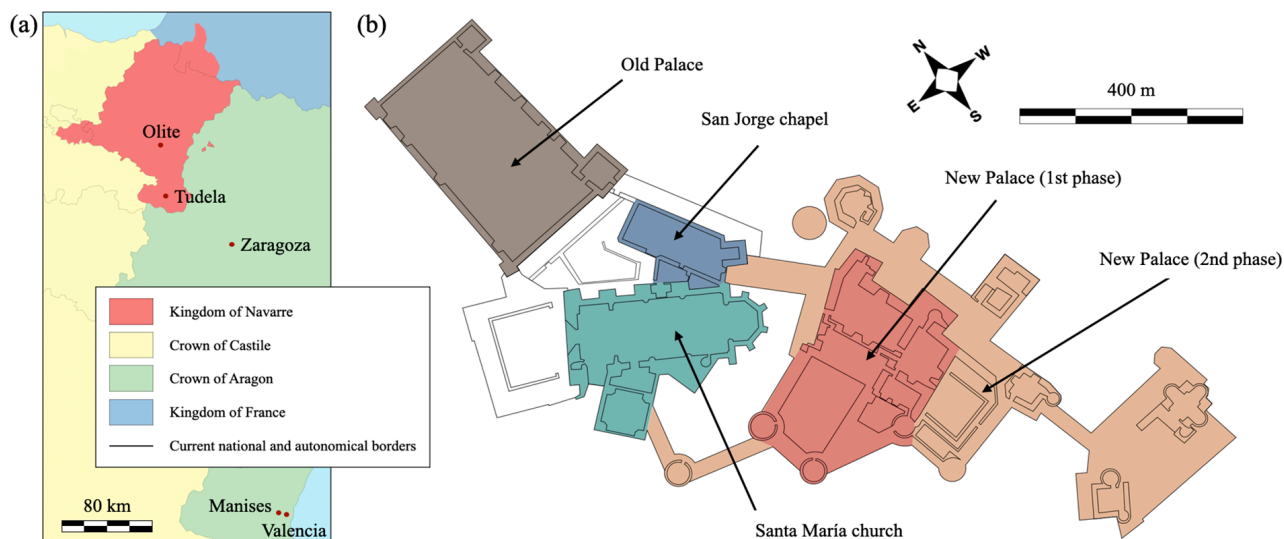 (a)
Olite
Tudela
Zaragoza
Kingdom of Navarre
Crown of Castile
Crown of Aragon
Kingdom of France
Current national and autonomical borders
80 km
Manises
Valencia
(b)
Old Palace
San Jorge chapel
N
W
E
S
400 m
New Palace (1st phase)
New Palace (2nd phase)
Santa María church